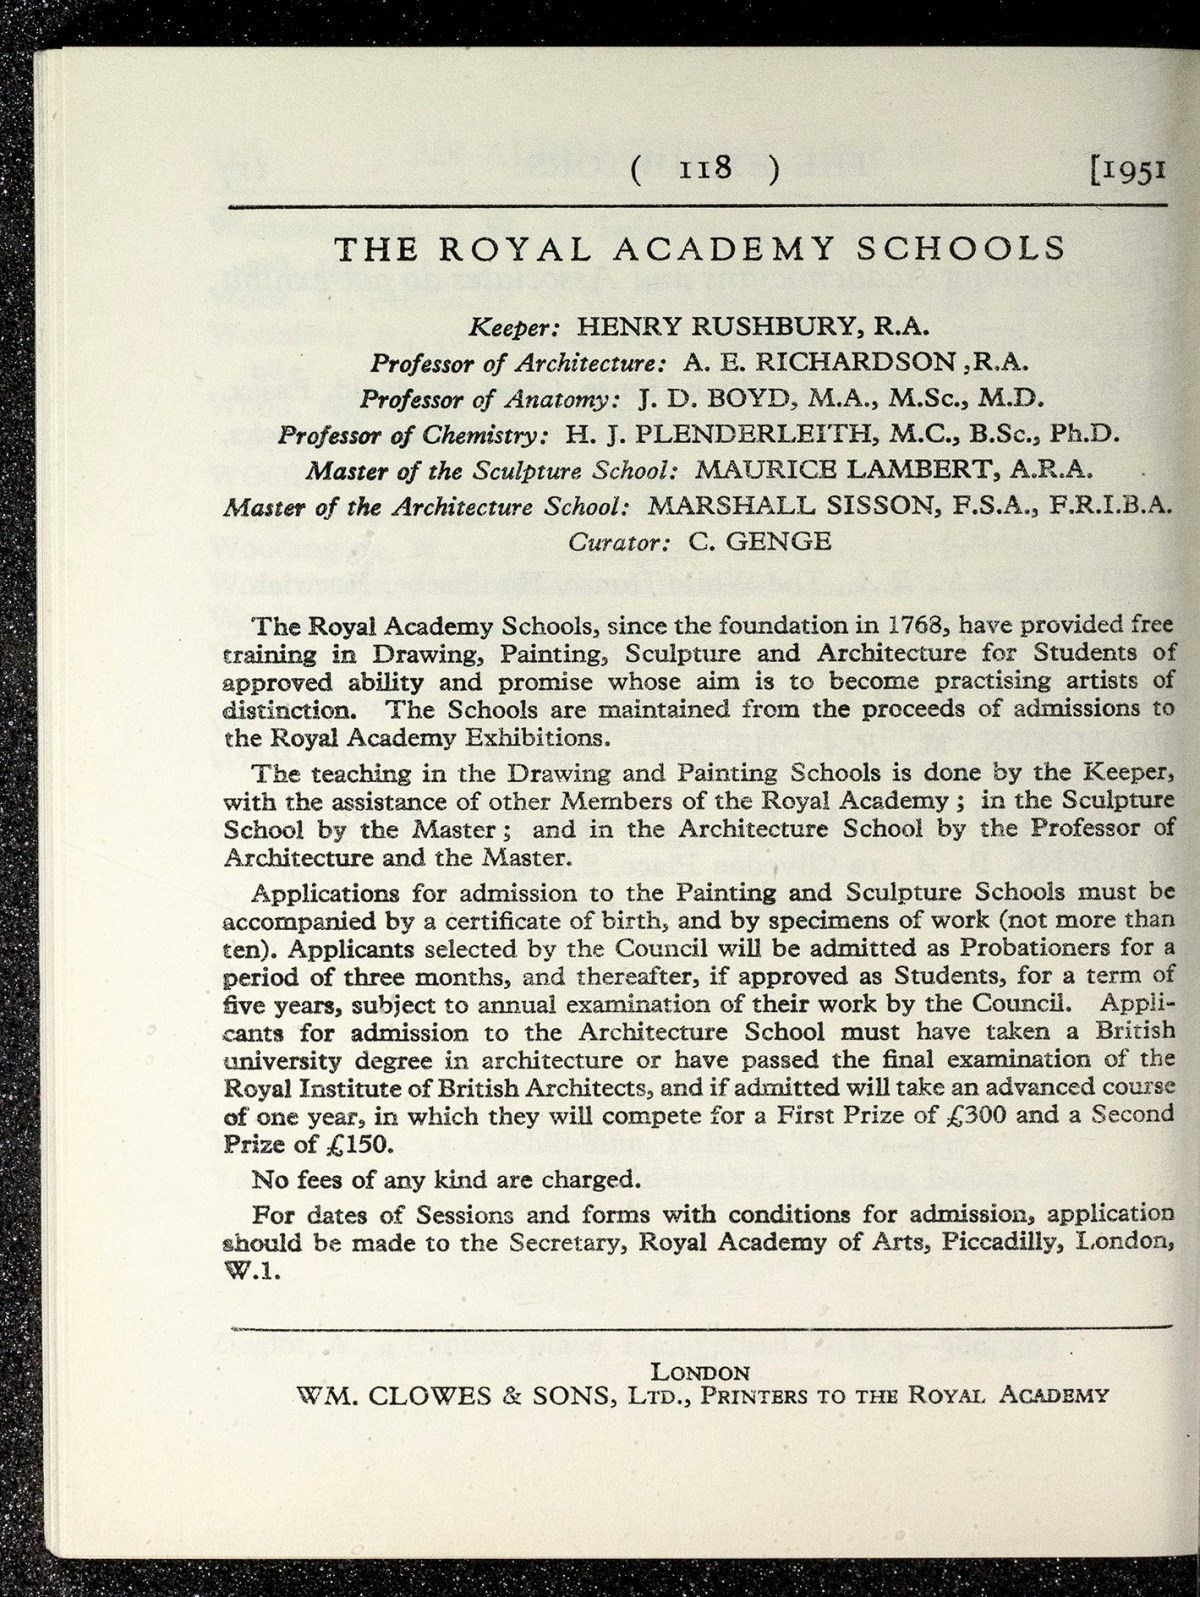 ( 118 ) [1951
THE ROYAL ACADEMY SCHOOLS
Keeper: HENRY RUSHBURY, R.A.
Professor of Architecture: A. E. RICHARDSON ,R.A.
Professor of Anatomy: J. D. BOYD, M.A., M.Sc., M.D.
Professor of Chemistry: H. J. PLENDERLEITH, M.C., B.Sc., Ph.D.
Master of the Sculpture School: MAURICE LAMBERT, A.R.A.
Master of the Architecture School: MARSHALL SISSON, F.S.A., F.R.I.B.A.
Curator: C. GENGE
The Royal Academy Schools, since the foundation in 1768, have provided free
training in Drawing, Painting, Sculpture and Architecture for Students of
approved ability and promise whose aim is to become practising artists of
distinction. The Schools are maintained from the proceeds of admissions to
the Royal Academy Exhibitions.
The teaching in the Drawing and Painting Schools is done by the Keeper,
with the assistance of other Members of the Royal Academy ; in the Sculpture
School by the Master ; and in the Architecture School by the Professor of
Architecture and the Master.
Applications for admission to the Painting and Sculpture Schools must be
accompanied by a certificate of birth, and by specimens of work (not more than
ten). Applicants selected by the Council will be admitted as Probationers for a
period of three months, and thereafter, if approved as Students, for a term of
five years, subject to annual examination of their work by the Council. Appli-
cants for admission to the Architecture School must have taken a British
university degree in architecture or have passed the final examination of the
Royal Institute of British Architects, and if admitted will take an advanced course
of one year, in which they will compete for a First Prize of £300 and a Second
Prize of £150.
No fees of any kind are charged.
For dates of Sessions and forms with conditions for admission, application
should be made to the Secretary, Royal Academy of Arts, Piccadilly, London,
W.1.
LONDON
WM. CLOWES & SONS, LTD., PRINTERS TO THE ROYAL ACADEMY